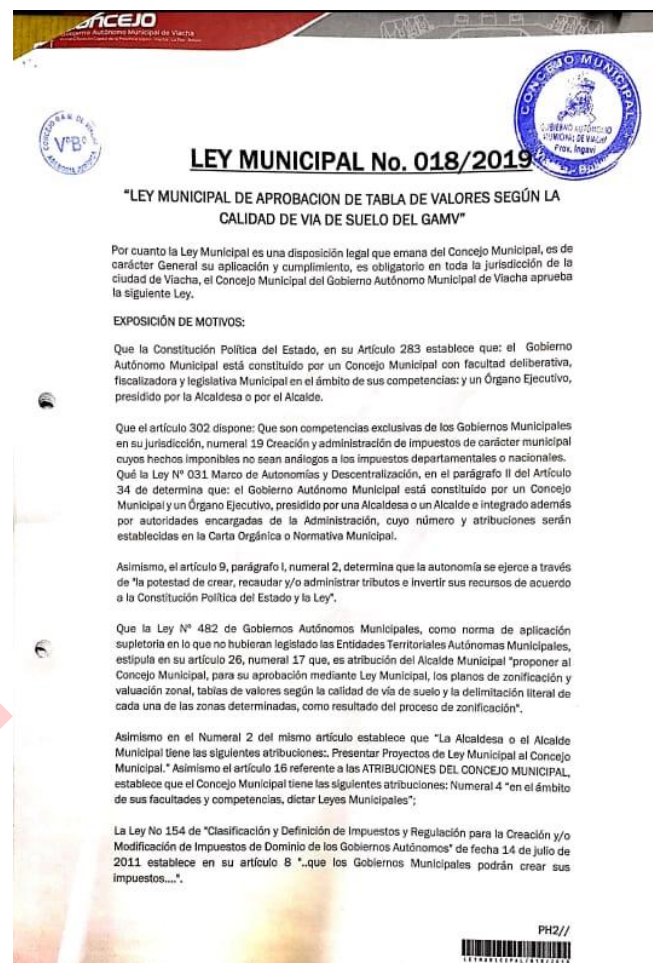 CONCEJO
Gobierno Autónomo Municipal de Viacha
CONCEJO MUNICIPAL
GOBIERNO AUTÓNOMO
MUNICIPAL DE VIACHA
Prov. Ingavi
CONCEJO G.A.M. DE VIACHA
VºBº
LEY MUNICIPAL No. 018/2019
"LEY MUNICIPAL DE APROBACION DE TABLA DE VALORES SEGÚN LA
CALIDAD DE VIA DE SUELO DEL GAMV"
Por cuanto la Ley Municipal es una disposición legal que emana del Concejo Municipal, es de
carácter General su aplicación y cumplimiento, es obligatorio en toda la jurisdicción de la
ciudad de Viacha, el Concejo Municipal del Gobierno Autónomo Municipal de Viacha aprueba
la siguiente Ley.
EXPOSICIÓN DE MOTIVOS:
Que la Constitución Política del Estado, en su Artículo 283 establece que: el Gobierno
Autónomo Municipal está constituido por un Concejo Municipal con facultad deliberativa,
fiscalizadora y legislativa Municipal en el ámbito de sus competencias: y un Órgano Ejecutivo,
presidido por la Alcaldesa o por el Alcalde.
Que el artículo 302 dispone: Que son competencias exclusivas de los Gobiernos Municipales
en su jurisdicción, numeral 19 Creación y administración de impuestos de carácter municipal
cuyos hechos imponibles no sean análogos a los impuestos departamentales o nacionales.
Qué la Ley Nº 031 Marco de Autonomías y Descentralización, en el parágrafo II del Artículo
34 de determina que: el Gobierno Autónomo Municipal está constituido por un Concejo
Municipal y un Órgano Ejecutivo, presidido por una Alcaldesa o un Alcalde e integrado además
por autoridades encargadas de la Administración, cuyo número y atribuciones serán
establecidas en la Carta Orgánica o Normativa Municipal.
Asimismo, el artículo 9, parágrafo I, numeral 2, determina que la autonomía se ejerce a través
de "la potestad de crear, recaudar y/o administrar tributos e invertir sus recursos de acuerdo
a la Constitución Política del Estado y la Ley".
Que la Ley Nº 482 de Gobiernos Autónomos Municipales, como norma de aplicación
supletoria en lo que no hubieran legislado las Entidades Territoriales Autónomas Municipales,
estipula en su artículo 26, numeral 17 que, es atribución del Alcalde Municipal "proponer al
Concejo Municipal, para su aprobación mediante Ley Municipal, los planos de zonificación y
valuación zonal, tablas de valores según la calidad de vía de suelo y la delimitación literal de
cada una de las zonas determinadas, como resultado del proceso de zonificación".
Asimismo en el Numeral 2 del mismo artículo establece que "La Alcaldesa o el Alcalde
Municipal tiene las siguientes atribuciones:. Presentar Proyectos de Ley Municipal al Concejo
Municipal." Asimismo el artículo 16 referente a las ATRIBUCIONES DEL CONCEJO MUNICIPAL,
establece que el Concejo Municipal tiene las siguientes atribuciones: Numeral 4 "en el ámbito
de sus facultades y competencias, dictar Leyes Municipales";
La Ley No 154 de "Clasificación y Definición de Impuestos y Regulación para la Creación y/o
Modificación de Impuestos de Dominio de los Gobiernos Autónomos" de fecha 14 de julio de
2011 establece en su artículo 8 "..que los Gobiernos Municipales podrán crear sus
impuestos....".
PH2//
LEYMUNICIPAL/018/2019